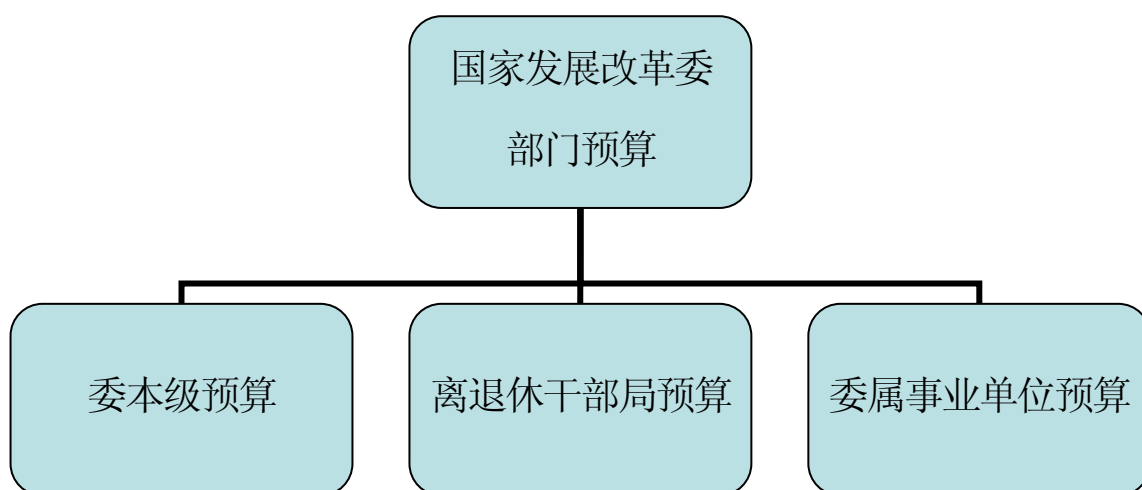 国家发展改革委
部门预算
委本级预算
离退休干部局预算
委属事业单位预算